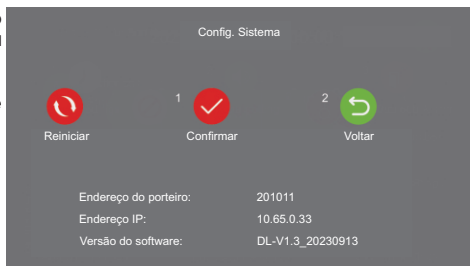 Config. Sistema
1
2
Reiniciar
Confirmar
Voltar
Endereço do porteiro: 201011
Endereço IP: 10.65.0.33
Versão do software: DL-V1.3_20230913